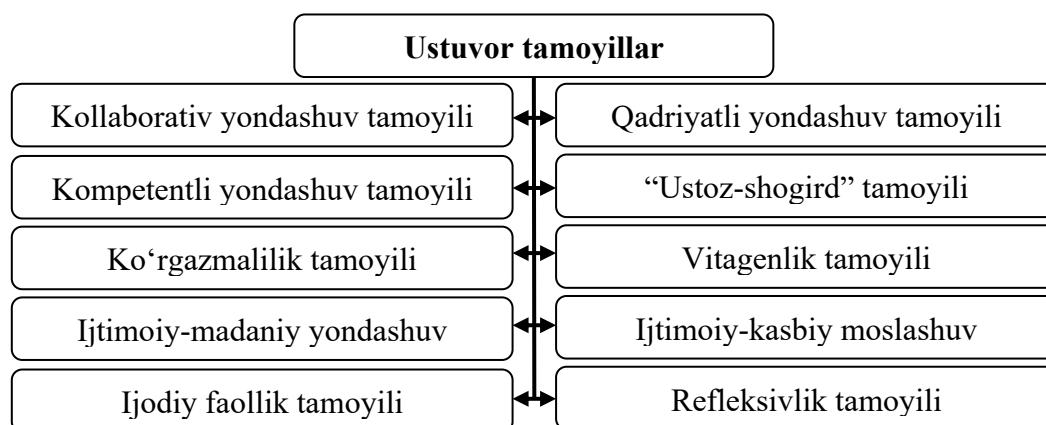 Ustuvor tamoyillar
Kollaborativ yondashuv tamoyili
Qadriyatli yondashuv tamoyili
Kompetentli yondashuv tamoyili
“Ustoz-shogird” tamoyili
Ko‘rgazmalilik tamoyili
Vitagenlik tamoyili
Ijtimoiy-madaniy yondashuv
Ijtimoiy-kasbiy moslashuv
Ijodiy faollik tamoyili
Refleksivlik tamoyili